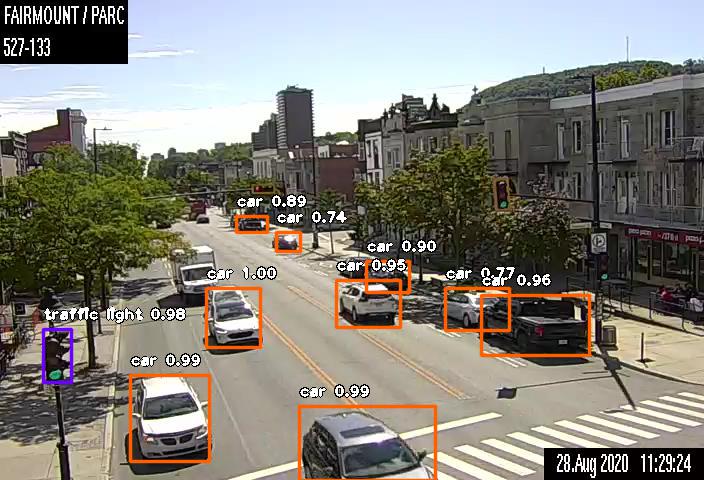 FAIRMOUNT / PARC
527-133
car 0.89
car 0.74
car 0.90
car 0.95
car 1.00
car 0.77
car 0.96
traffic light 0.98
car 0.99
car 0.99
28.Aug 2020 11:29:24